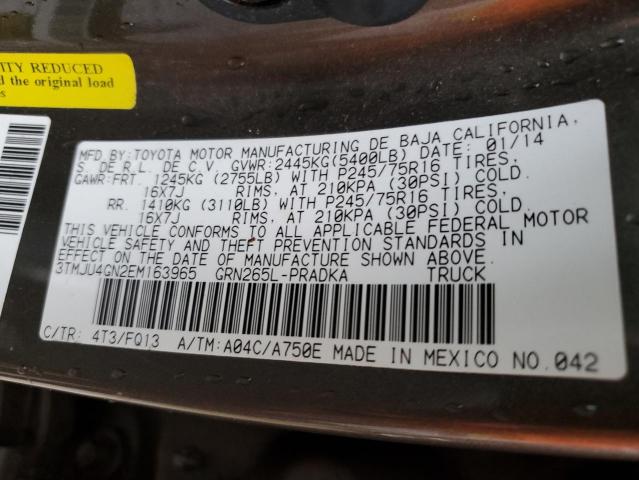 ITY REDUCED
d the original load
es
MFD.BY:TOYOTA MOTOR MANUFACTURING DE BAJA CALIFORNIA,
S. DE R.L. DE C.V. GVWR:2445KG(5400LB) DATE: 01/14
GAWR:FRT. 1245KG (2755LB) WITH P245/75R16 TIRES,
16X7J RIMS, AT 210KPA (30PSI) COLD.
RR. 1410KG (3110LB) WITH P245/75R16 TIRES,
16X7J RIMS, AT 210KPA (30PSI) COLD.
THIS VEHICLE CONFORMS TO ALL APPLICABLE FEDERAL MOTOR
VEHICLE SAFETY AND THEFT PREVENTION STANDARDS IN
EFFECT ON THE DATE OF MANUFACTURE SHOWN ABOVE.
3TMJU4GN2EM163965 GRN265L-PRADKA TRUCK
C/TR: 4T3/FQ13 A/TM:A04C/A750E MADE IN MEXICO NO.042